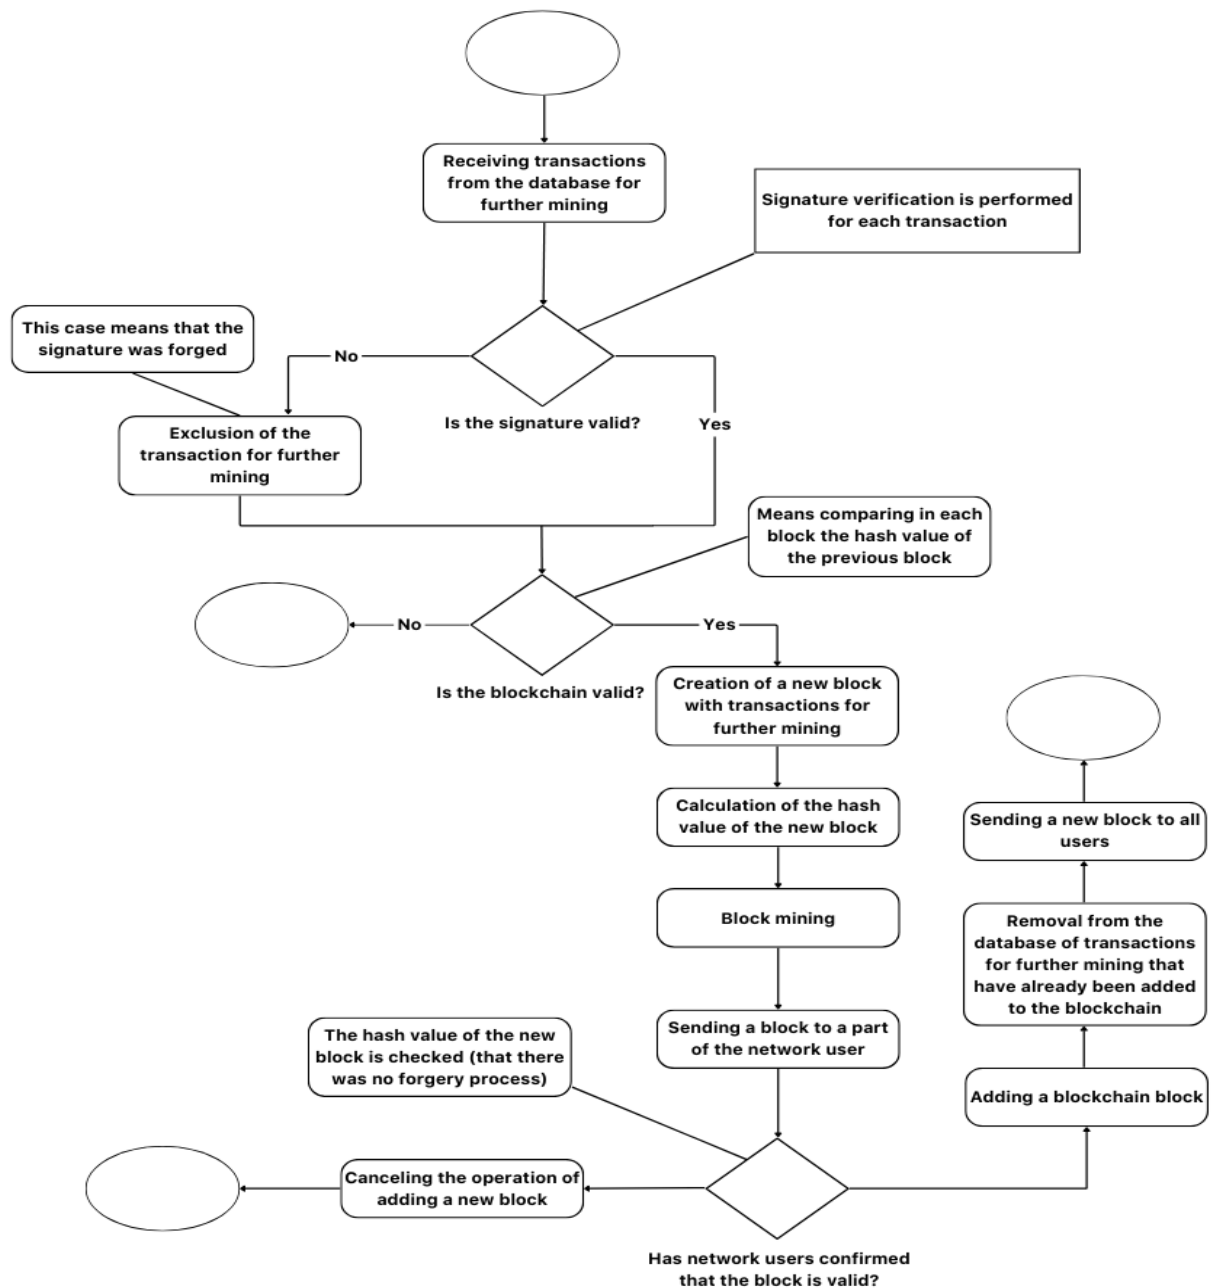 Receiving transactions
from the database for
further mining
Signature verification is performed
for each transaction
This case means that the
signature was forged
No
Is the signature valid?
Yes
Exclusion of the
transaction for further
mining
Means comparing in each
block the hash value of
the previous block
No
Yes
Is the blockchain valid?
Creation of a new block
with transactions for
further mining
Calculation of the hash
value of the new block
Sending a new block to all
users
Block mining
Removal from the
database of transactions
for further mining that
have already been added
to the blockchain
Sending a block to a part
of the network user
The hash value of the new
block is checked (that there
was no forgery process)
Adding a blockchain block
Canceling the operation of
adding a new block
Has network users confirmed
that the block is valid?